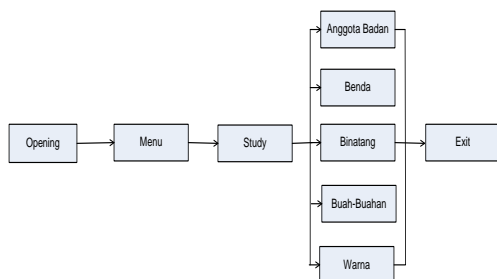 Anggota Badan
Benda
Opening
Menu
Study
Binatang
Exit
Buah-Buahan
Warna